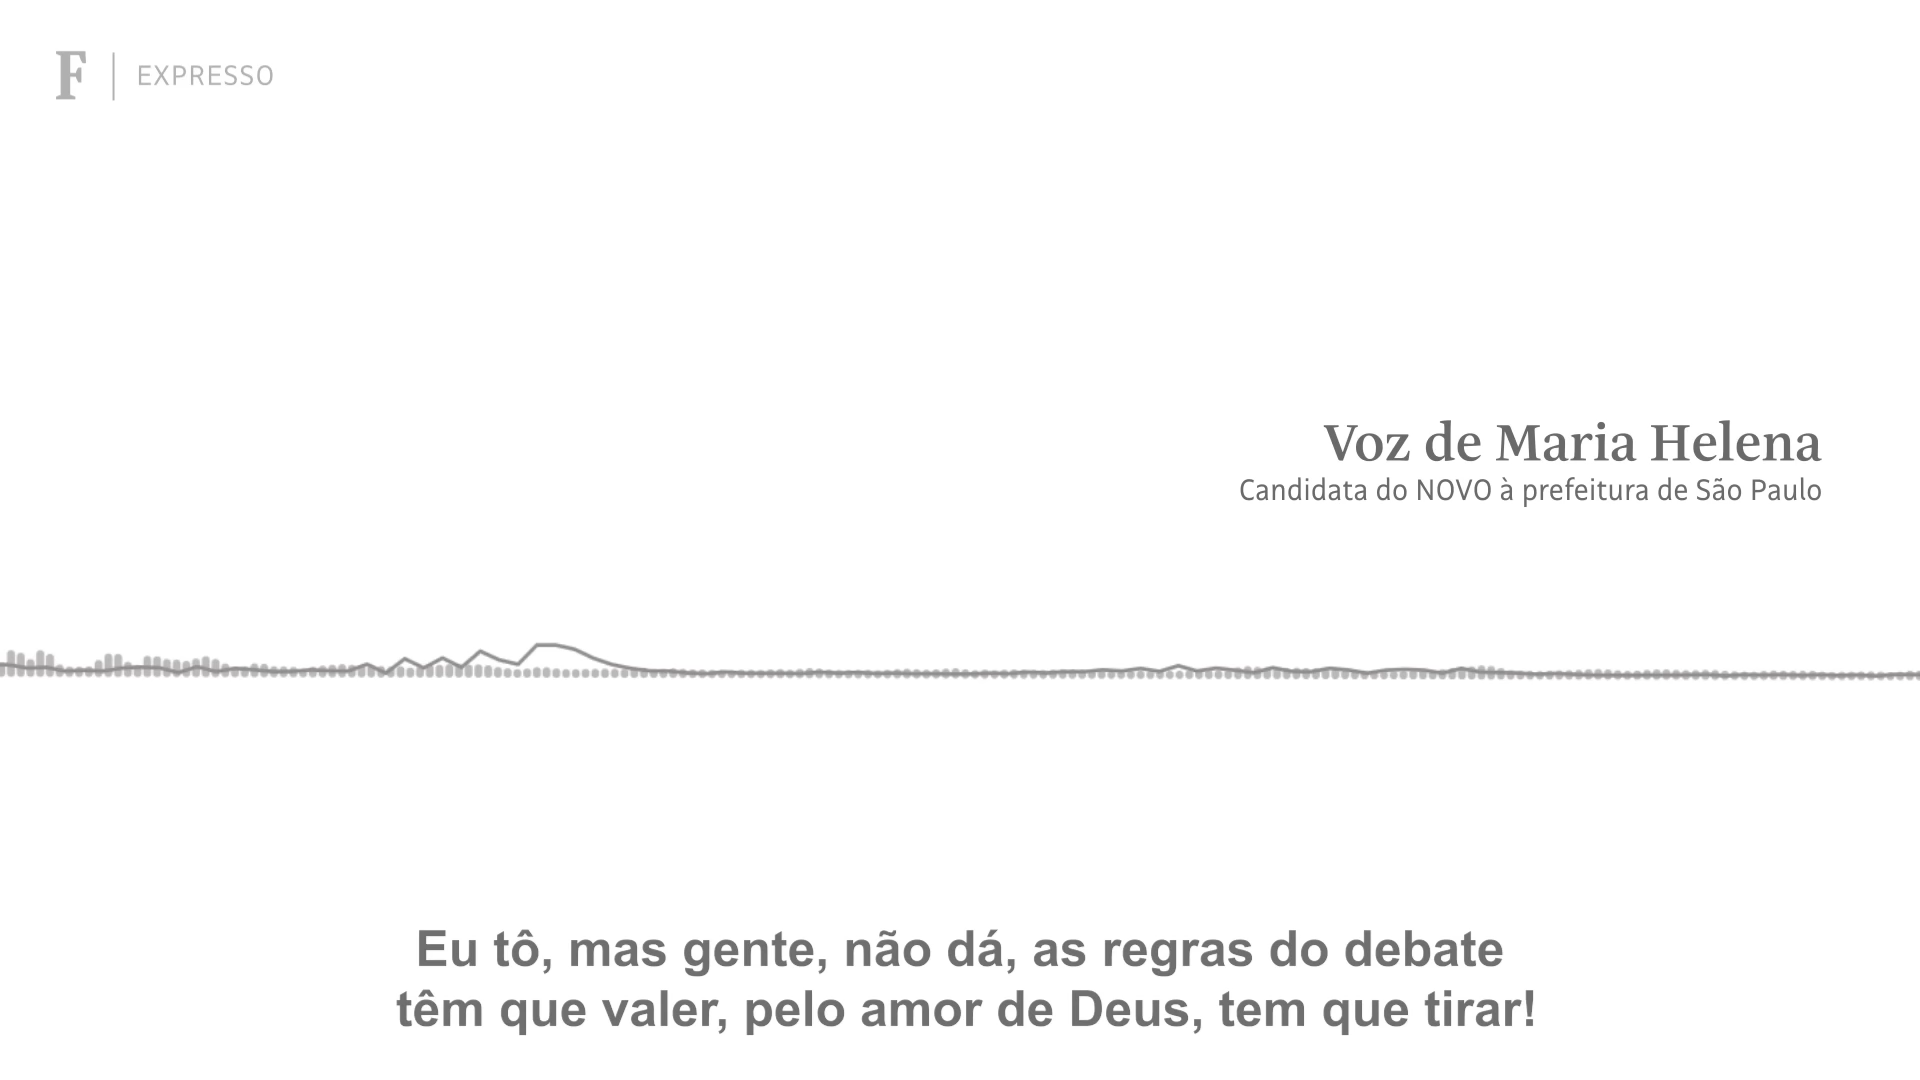 F | EXPRESSO
Voz de Maria Helena
Candidata do NOVO à prefeitura de São Paulo
Eu tô, mas gente, não dá, as regras do debate
têm que valer, pelo amor de Deus, tem que tirar!